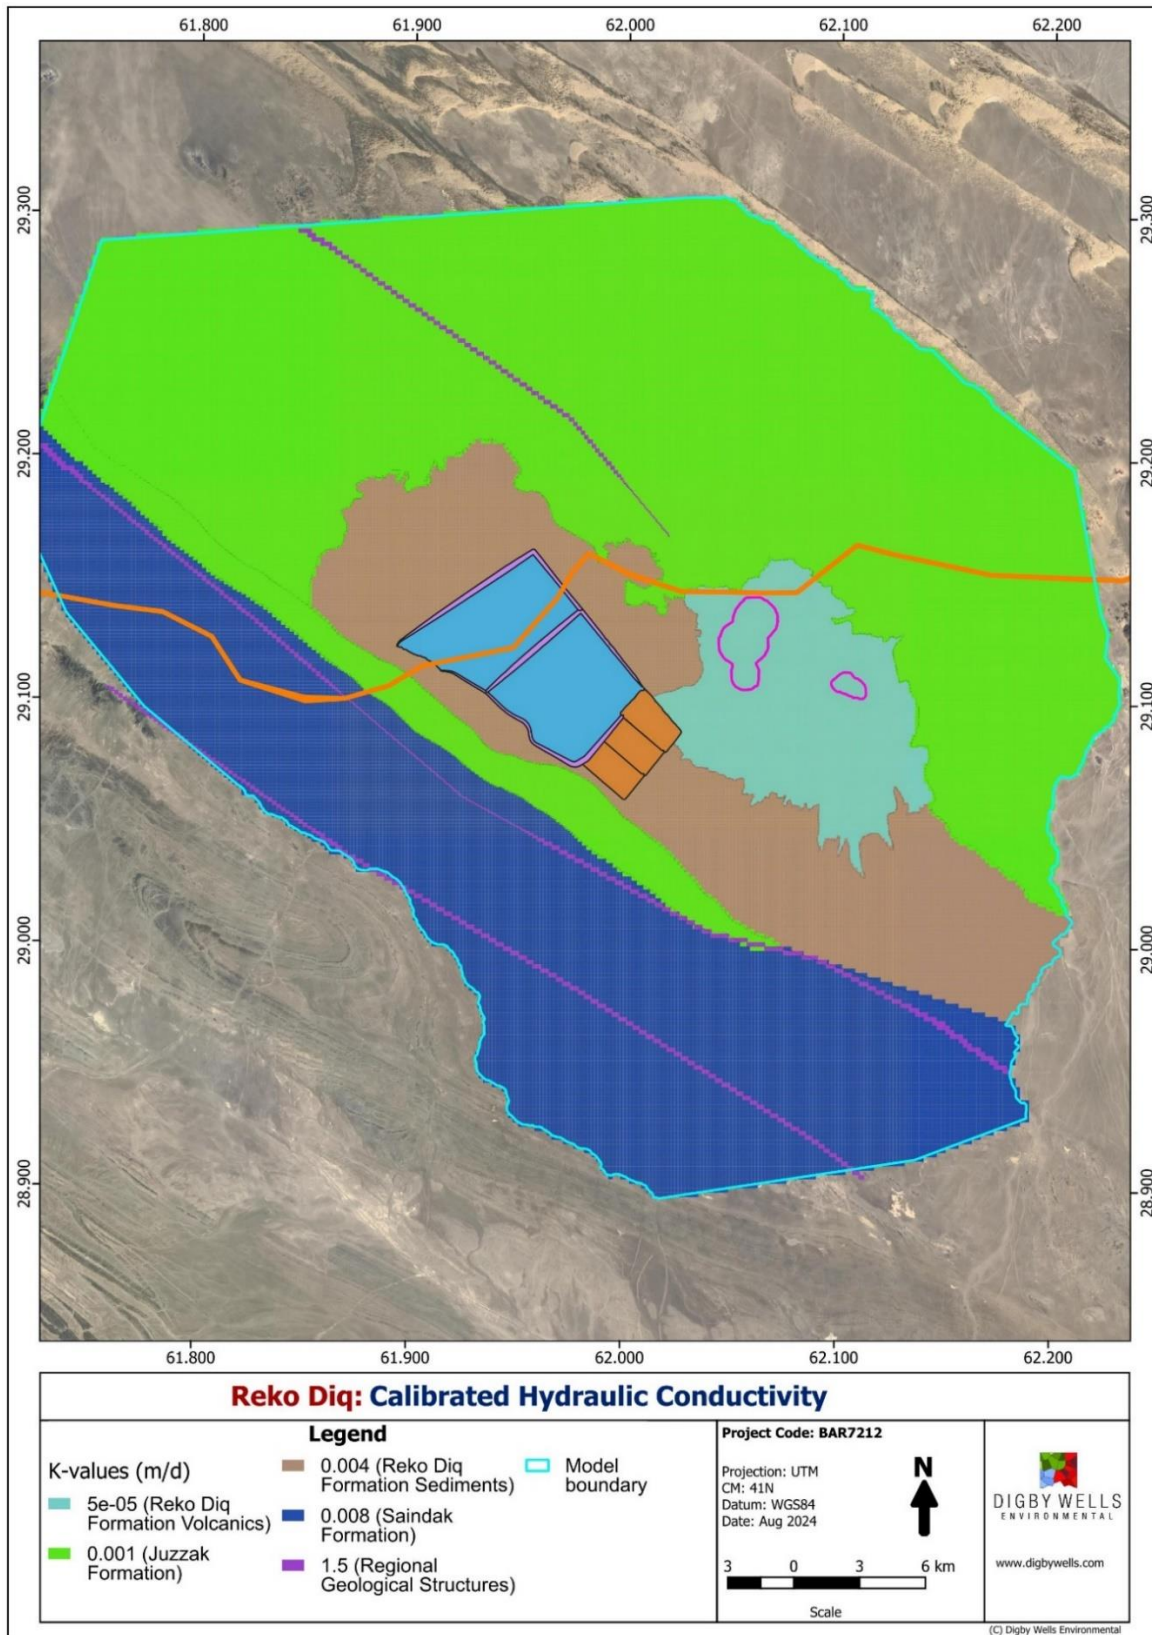 61.800 61.900 62.000 62.100 62.200
29.300 29.300
29.200 29.200
29.100 29.100
29.000 29.000
28.900 28.900
61.800 61.900 62.000 62.100 62.200
Reko Diq: Calibrated Hydraulic Conductivity
Legend
K-values (m/d)
5e-05 (Reko Diq
Formation Volcanics)
0.001 (Juzzak
Formation)
0.004 (Reko Diq
Formation Sediments)
0.008 (Saindak
Formation)
1.5 (Regional
Geological Structures)
Model
boundary
Project Code: BAR7212
Projection: UTM
CM: 41N
Datum: WGS84
Date: Aug 2024
N
3 0 3 6 km
Scale
DIGBY WELLS
ENVIRONMENTAL
www.digbywells.com
(C) Digby Wells Environmental